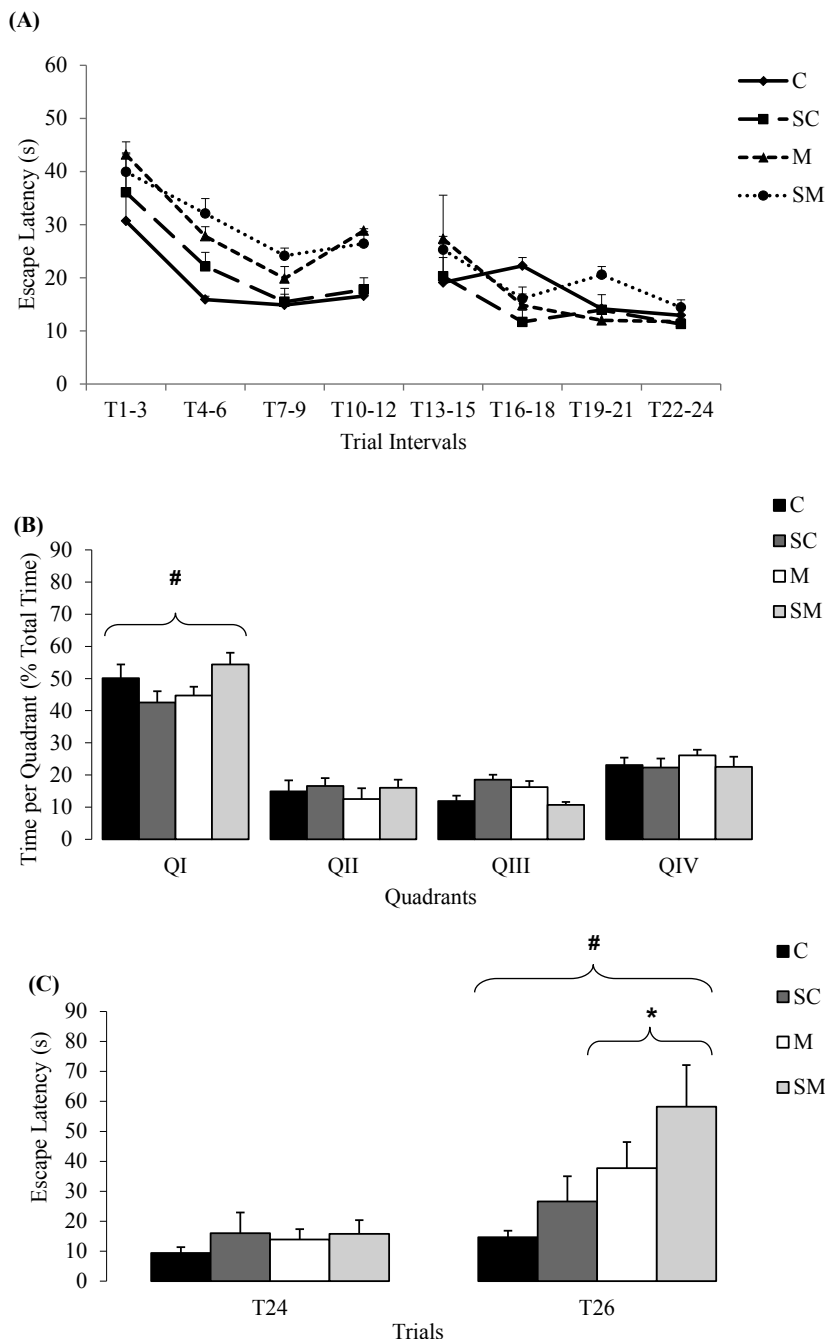 (A)
60
50
40
30
20
10
0
Escape Latency (s)
T1-3 T4-6 T7-9 T10-12 T13-15 T16-18 T19-21 T22-24
Trial Intervals
C
SC
M
SM
(B)
90
80
70
60
50
40
30
20
10
0
Time per Quadrant (% Total Time)
#
QI QII QIII QIV
Quadrants
C
SC
M
SM
(C)
90
80
70
60
50
40
30
20
10
0
Escape Latency (s)
#
*
T24 T26
Trials
C
SC
M
SM